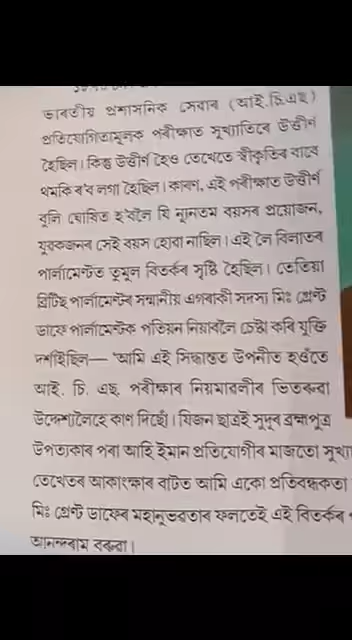 ভাৰতীয় প্ৰশাসনিক সেৱাৰ (আই.চি.এছ)
প্ৰতিযোগিতামূলক পৰীক্ষাত সুখ্যাতিৰে উত্তীৰ্ণ
হৈছিল। কিন্তু উত্তীৰ্ণ হৈও তেখেতে স্বীকৃতিৰ বাবে
থমকি ৰ'ব লগা হৈছিল। কাৰণ, এই পৰীক্ষাত উত্তীৰ্ণ
বুলি ঘোষিত হ'বলৈ যি ন্যূনতম বয়সৰ প্ৰয়োজন,
যুৱকজনৰ সেই বয়স হোৱা নাছিল। এই লৈ বিলাতৰ
পাৰ্লামেণ্টত তুমুল বিতৰ্কৰ সৃষ্টি হৈছিল। তেতিয়া
ব্ৰিটিছ পাৰ্লামেণ্টৰ সন্মানীয় এগৰাকী সদস্য মিঃ গ্ৰেণ্ট
ডাফে পাৰ্লামেণ্টক পতিয়ন নিয়াবলৈ চেষ্টা কৰি যুক্তি
দৰ্শাইছিল— 'আমি এই সিদ্ধান্তত উপনীত হওঁতে
আই. চি. এছ. পৰীক্ষাৰ নিয়মাৱলীৰ ভিতৰুৱা
উদ্দেশ্যলৈহে কাণ দিছোঁ। যিজন ছাত্ৰই সুদূৰ ব্ৰহ্মপুত্ৰ
উপত্যকাৰ পৰা আহি ইমান প্ৰতিযোগীৰ মাজতো
তেখেতৰ আকাংক্ষাৰ বাটত আমি একো প্ৰতিবন্ধকতা
মিঃ গ্ৰেণ্ট ডাফেৰ মহানুভৱতাৰ ফলতেই এই বিতৰ্কৰ
আনন্দৰাম বৰুৱা।